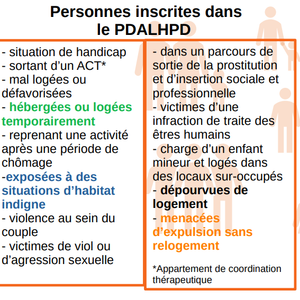 Personnes inscrites dans
le PDALHPD
- situation de handicap
- sortant d'un ACT*
- mal logées ou
défavorisées
- hébergées ou logées
temporairement
- reprenant une activité
après une période de
chômage
-exposées à des
situations d'habitat
indigne
- violence au sein du
couple
- victimes de viol ou
d'agression sexuelle
- dans un parcours de
sortie de la prostitution
et d'insertion sociale et
professionnelle
- victimes d'une
infraction de traite des
êtres humains
- charge d'un enfant
mineur et logés dans
des locaux sur-occupés
- dépourvues de
logement
- menacées
d'expulsion sans
relogement
*Appartement de coordination
thérapeutique